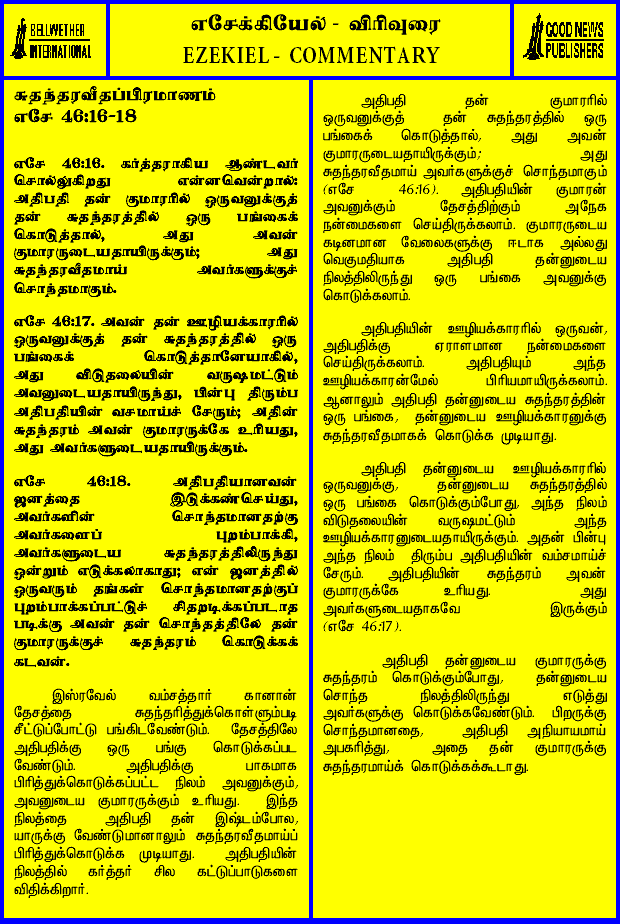 BELLWETHER
INTERNATIONAL
எசேக்கியேல் - விரிவுரை
EZEKIEL - COMMENTARY
GOOD NEWS
PUBLISHERS
சுதந்தரவீதப்பிரமாணம்
எசே 46:16-18
எசே 46:16. கர்த்தராகிய ஆண்டவர்
சொல்லுகிறது என்னவென்றால்:
அதிபதி தன் குமாரரில் ஒருவனுக்குத்
தன் சுதந்தரத்தில் ஒரு பங்கைக்
கொடுத்தால், அது அவன்
குமாரருடையதாயிருக்கும்; அது
சுதந்தரவீதமாய் அவர்களுக்குச்
சொந்தமாகும்.
எசே 46:17. அவன் தன் ஊழியக்காரரில்
ஒருவனுக்குத் தன் சுதந்தரத்தில் ஒரு
பங்கைக் கொடுத்தானேயாகில்,
அது விடுதலையின் வருஷமட்டும்
அவனுடையதாயிருந்து, பின்பு திரும்ப
அதிபதியின் வசமாய்ச் சேரும்; அதின்
சுதந்தரம் அவன் குமாரருக்கே உரியது,
அது அவர்களுடையதாயிருக்கும்.
எசே 46:18. அதிபதியானவன்
ஜனத்தை இடுக்கண்செய்து,
அவர்களின் சொந்தமானதற்கு
அவர்களைப் புறம்பாக்கி,
அவர்களுடைய சுதந்தரத்திலிருந்து
ஒன்றும் எடுக்கலாகாது; என் ஜனத்தில்
ஒருவரும் தங்கள் சொந்தமானதற்குப்
புறம்பாக்கப்பட்டுச் சிதறடிக்கப்படாத
படிக்கு அவன் தன் சொந்தத்திலே தன்
குமாரருக்குச் சுதந்தரம் கொடுக்கக்
கடவன்.
இஸ்ரவேல் வம்சத்தார் கானான்
தேசத்தை சுதந்தரித்துக்கொள்ளும்படி
சீட்டுப்போட்டு பங்கிடவேண்டும். தேசத்திலே
அதிபதிக்கு ஒரு பங்கு கொடுக்கப்பட
வேண்டும். அதிபதிக்கு பாகமாக
பிரித்துக்கொடுக்கப்பட்ட நிலம் அவனுக்கும்,
அவனுடைய குமாரருக்கும் உரியது. இந்த
நிலத்தை அதிபதி தன் இஷ்டம்போல,
யாருக்கு வேண்டுமானாலும் சுதந்தரவீதமாய்ப்
பிரித்துக்கொடுக்க முடியாது. அதிபதியின்
நிலத்தில் கர்த்தர் சில கட்டுப்பாடுகளை
விதிக்கிறார்.
அதிபதி தன் குமாரரில்
ஒருவனுக்குத் தன் சுதந்தரத்தில் ஒரு
பங்கைக் கொடுத்தால், அது அவன்
குமாரருடையதாயிருக்கும்; அது
சுதந்தரவீதமாய் அவர்களுக்குச் சொந்தமாகும்
(எசே 46:16). அதிபதியின் குமாரன்
அவனுக்கும் தேசத்திற்கும் அநேக
நன்மைகளை செய்திருக்கலாம். குமாரருடைய
கடினமான வேலைகளுக்கு ஈடாக அல்லது
வெகுமதியாக அதிபதி தன்னுடைய
நிலத்திலிருந்து ஒரு பங்கை அவனுக்கு
கொடுக்கலாம்.
அதிபதியின் ஊழியக்காரரில் ஒருவன்,
அதிபதிக்கு ஏராளமான நன்மைகளை
செய்திருக்கலாம். அதிபதியும் அந்த
ஊழியக்காரன்மேல் பிரியமாயிருக்கலாம்.
ஆனாலும் அதிபதி தன்னுடைய சுதந்தரத்தின்
ஒரு பங்கை, தன்னுடைய ஊழியக்காரனுக்கு
சுதந்தரவீதமாகக் கொடுக்க முடியாது.
அதிபதி தன்னுடைய ஊழியக்காரரில்
ஒருவனுக்கு, தன்னுடைய சுதந்தரத்தில்
ஒரு பங்கை கொடுக்கும்போது, அந்த நிலம்
விடுதலையின் வருஷமட்டும் அந்த
ஊழியக்காரனுடையதாயிருக்கும். அதன் பின்பு
அந்த நிலம் திரும்ப அதிபதியின் வம்சமாய்ச்
சேரும். அதிபதியின் சுதந்தரம் அவன்
குமாரருக்கே உரியது. அது
அவர்களுடையதாகவே இருக்கும்
(எசே 46:17).
அதிபதி தன்னுடைய குமாரருக்கு
சுதந்தரம் கொடுக்கும்போது, தன்னுடைய
சொந்த நிலத்திலிருந்து எடுத்து
அவர்களுக்கு கொடுக்கவேண்டும். பிறருக்கு
சொந்தமானதை, அதிபதி அநியாயமாய்
அபகரித்து, அதை தன் குமாரருக்கு
சுதந்தரமாய்க் கொடுக்கக்கூடாது.